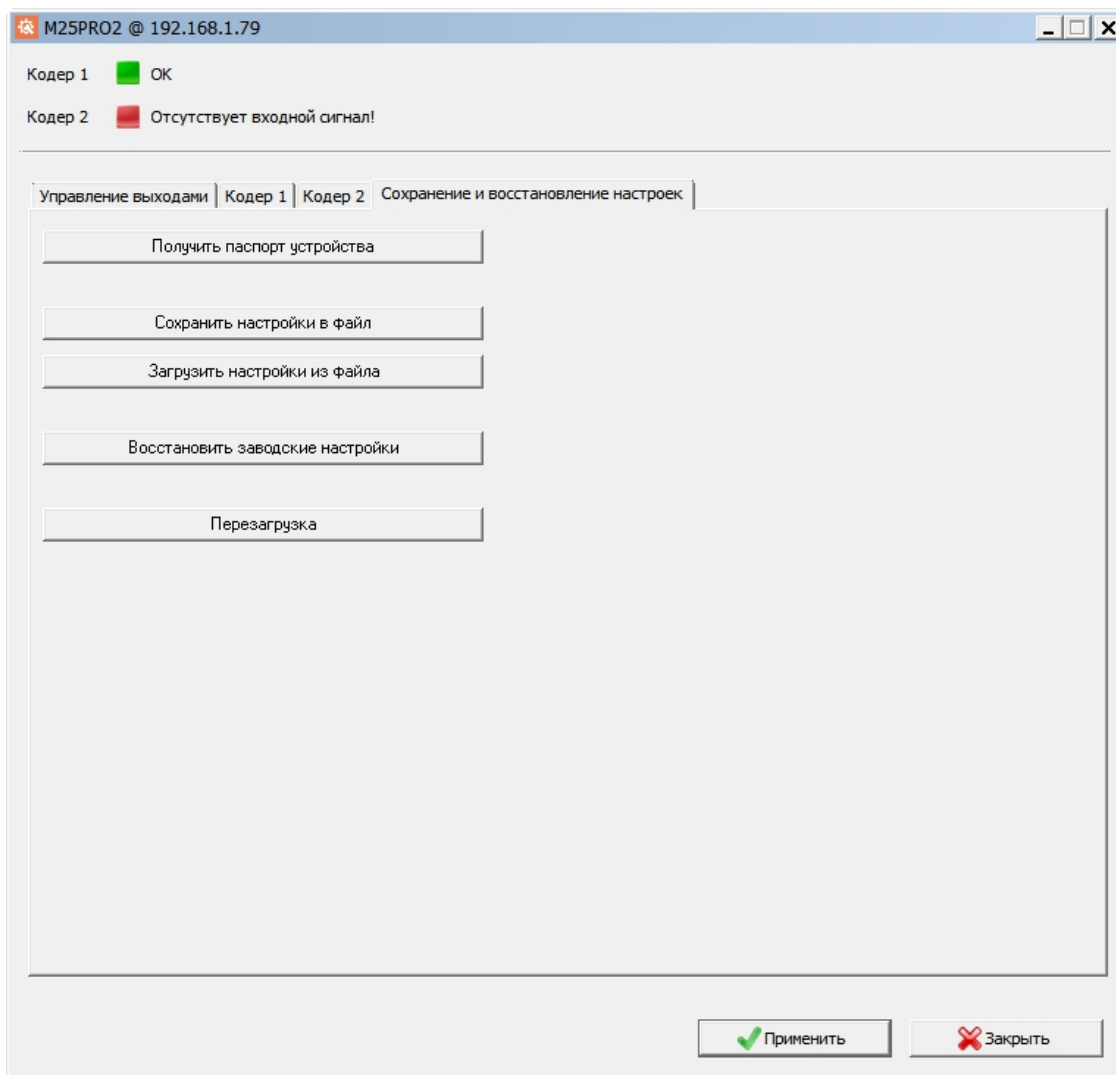 M25PRO2 @ 192.168.1.79
Кодер 1 OK
Кодер 2 Отсутствует входной сигнал!
Управление выходами Кодер 1 Кодер 2 Сохранение и восстановление настроек
Получить паспорт устройства
Сохранить настройки в файл
Загрузить настройки из файла
Восстановить заводские настройки
Перезагрузка
Применить Закрыть